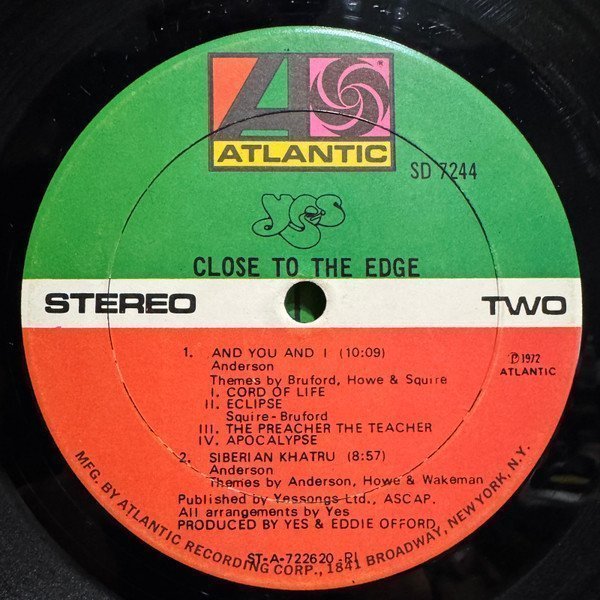 ATLANTIC
®
SD 7244
yes
CLOSE TO THE EDGE
STEREO
TWO
1. AND YOU AND I (10:09)
Anderson
Themes by Bruford, Howe & Squire
I. CORD OF LIFE
II. ECLIPSE
Squire-Bruford
III. THE PREACHER THE TEACHER
IV. APOCALYPSE
2. SIBERIAN KHATRU (8:57)
Anderson
Themes by Anderson, Howe & Wakeman
Published by Yessongs Ltd., ASCAP.
All arrangements by Yes
PRODUCED BY YES & EDDIE OFFORD
℗1972
ATLANTIC
ST-A-722620-PI
MFG. BY ATLANTIC RECORDING CORP., 1841 BROADWAY, NEW YORK, N.Y.